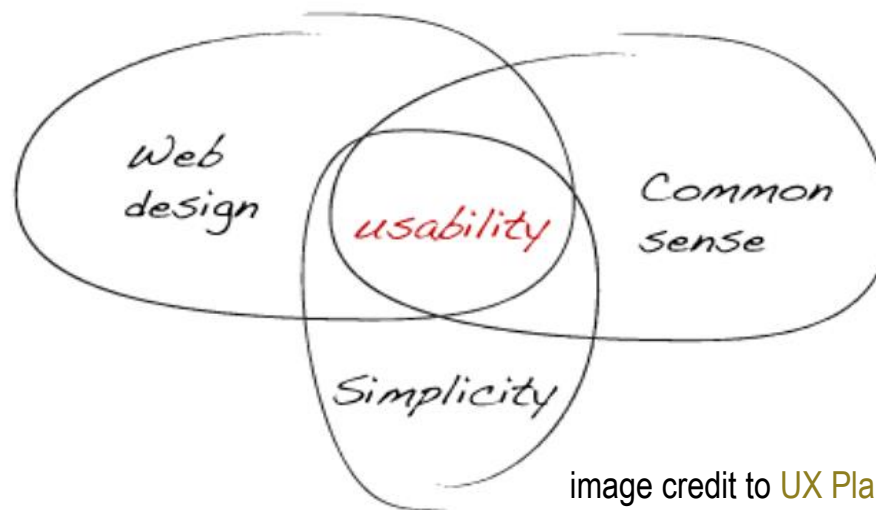 Web
design
usability
Common
sense
Simplicity
image credit to UX Pla